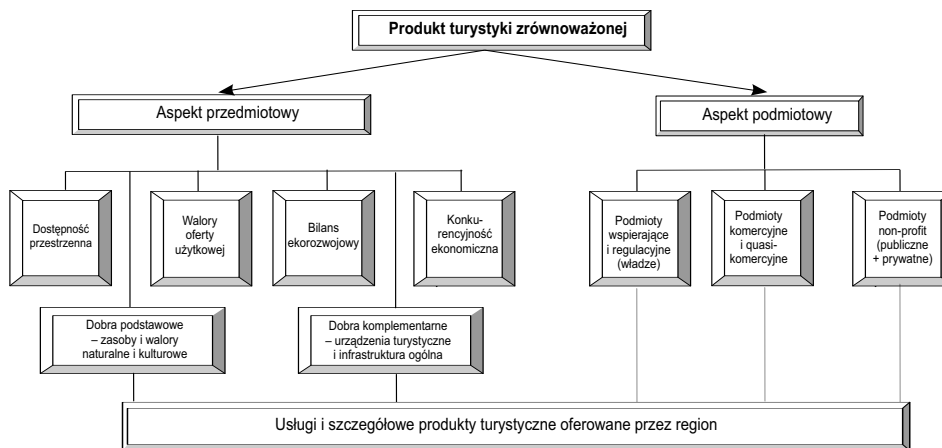 Produkt turystyki zrównoważonej
Aspekt przedmiotowy
Aspekt podmiotowy
Dostępność
przestrzenna
Walory
oferty
użytkowej
Bilans
ekorozwojowy
Konku-
rencyjność
ekonomiczna
Podmioty
wspierające
i regulacyjne
(władze)
Podmioty
komercyjne
i quasi-
komercyjne
Podmioty
non-profit
(publiczne
+ prywatne)
Dobra podstawowe
– zasoby i walory
naturalne i kulturowe
Dobra komplementarne
– urządzenia turystyczne
i infrastruktura ogólna
Usługi i szczegółowe produkty turystyczne oferowane przez region